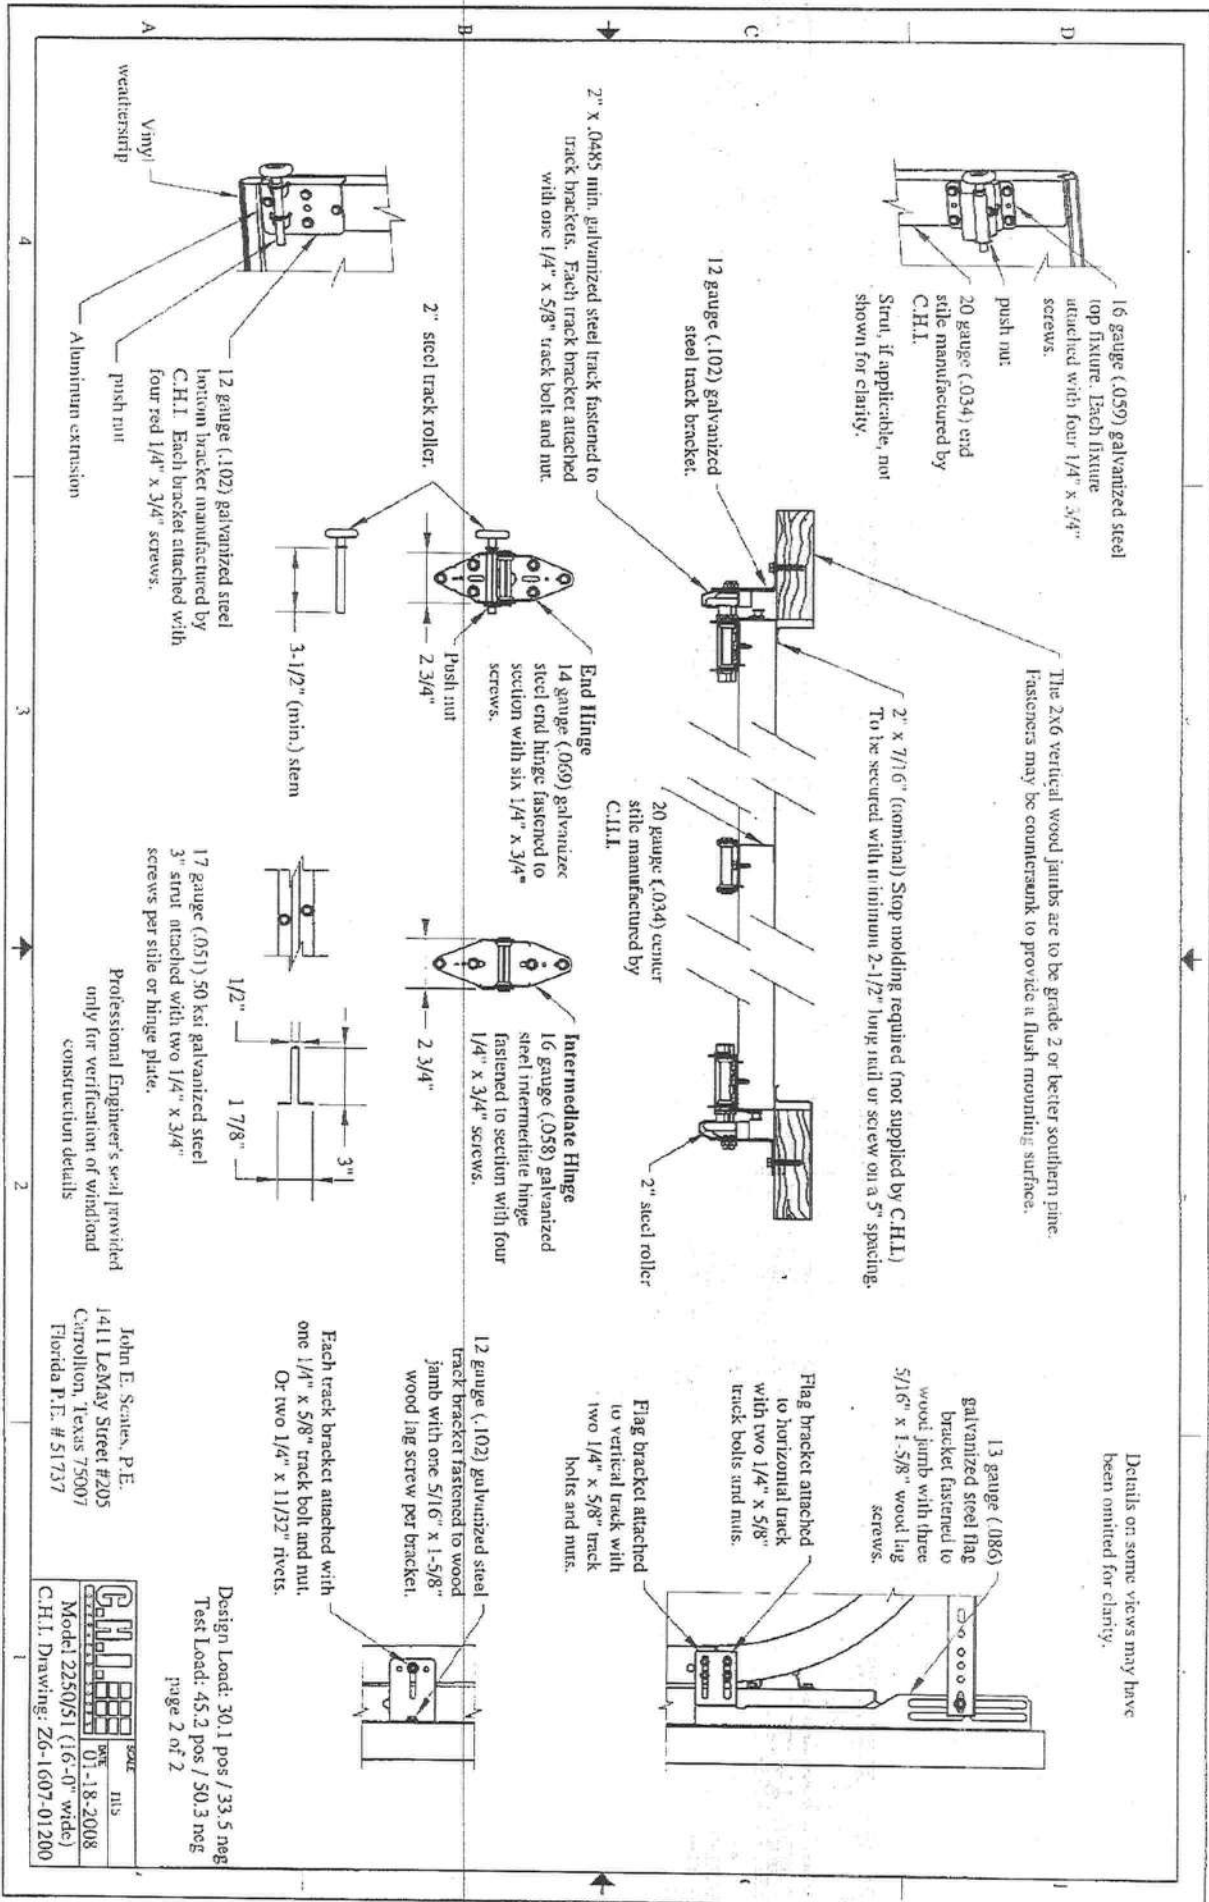 Details on some views may have
been omitted for clarity.
16 gauge (.059) galvanized steel
top fixture. Each fixture
attached with four 1/4" x 3/4"
screws.
push nut
20 gauge (.034) end
stile manufactured by
C.H.I.
Strut, if applicable, not
shown for clarity.
The 2x6 vertical wood jambs are to be grade 2 or better southern pine.
Fasteners may be countersunk to provide a flush mounting surface.
2" x 7/16" (nominal) Stop molding required (not supplied by C.H.I.)
To be secured with minimum 2-1/2" long nail or screw on a 5" spacing.
12 gauge (.102) galvanized
steel track bracket.
2" x .0485 min. galvanized steel track fastened to
track brackets. Each track bracket attached
with one 1/4" x 5/8" track bolt and nut.
20 gauge (.034) center
stile manufactured by
C.H.I.
2" steel roller
13 gauge (.086)
galvanized steel flag
bracket fastened to
wood jamb with three
5/16" x 1-5/8" wood lag
screws.
Flag bracket attached
to horizontal track
with two 1/4" x 5/8"
track bolts and nuts.
Flag bracket attached
to vertical track with
two 1/4" x 5/8" track
bolts and nuts.
End Hinge
14 gauge (.069) galvanizec
steel end hinge fastened to
section with six 1/4" x 3/4"
screws.
Push nut
2 3/4"
2" steel track roller.
3-1/2" (min.) stem
Intermediate Hinge
16 gauge (.058) galvanized
steel intermediate hinge
fastened to section with four
1/4" x 3/4" screws.
2 3/4"
12 gauge (.102) galvanized steel
track bracket fastened to wood
jamb with one 5/16" x 1-5/8"
wood lag screw per bracket.
Each track bracket attached with
one 1/4" x 5/8" track bolt and nut.
Or two 1/4" x 11/32" rivets.
12 gauge (.102) galvanized steel
bottom bracket manufactured by
C.H.I. Each bracket attached with
four red 1/4" x 3/4" screws.
push nut
Aluminum extrusion
Vinyl
weatherstrip
1/2"
3"
1 7/8"
17 gauge (.051) 50 ksi galvanized steel
3" strut attached with two 1/4" x 3/4"
screws per stile or hinge plate.
Professional Engineer's seal provided
only for verification of windload
construction details
John E. Scates, P.E.
1411 LeMay Street #205
Carrollton, Texas 75007
Florida P.E. # 51737
Design Load: 30.1 pos / 33.5 neg
Test Load: 45.2 pos / 50.3 neg
page 2 of 2
C.H.I.
OVERHEAD DOORS
SCALE
nts
DATE
01-18-2008
Model 2250/51 (16'-0" wide)
C.H.I. Drawing: Z6-1607-01200
4
3
2
1
D
C
B
A